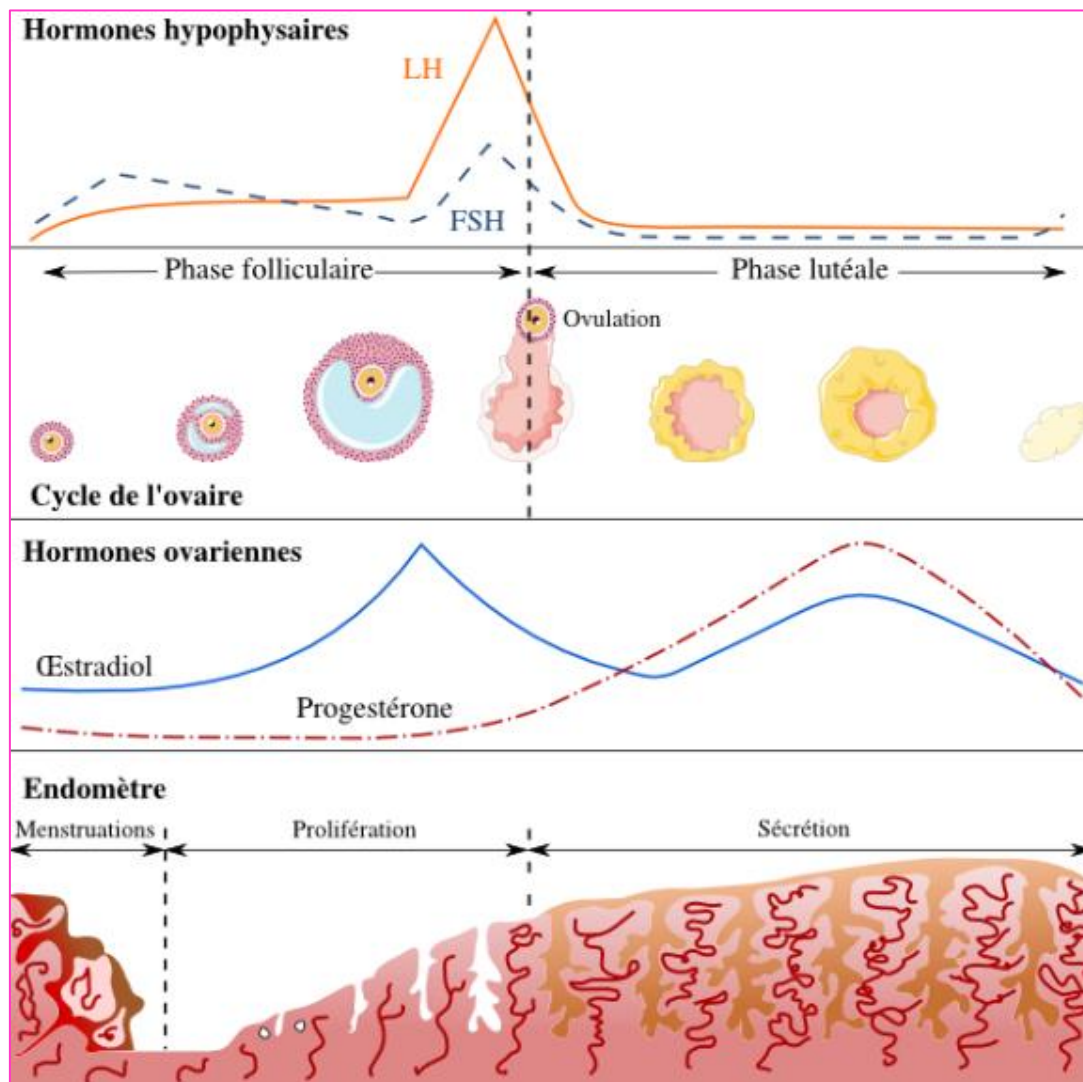 Hormones hypophysaires
LH
FSH
Phase folliculaire
Phase lutéale
Ovulation
Cycle de l'ovaire
Hormones ovariennes
Œstradiol
Progestérone
Endomètre
Menstruations
Prolifération
Sécrétion